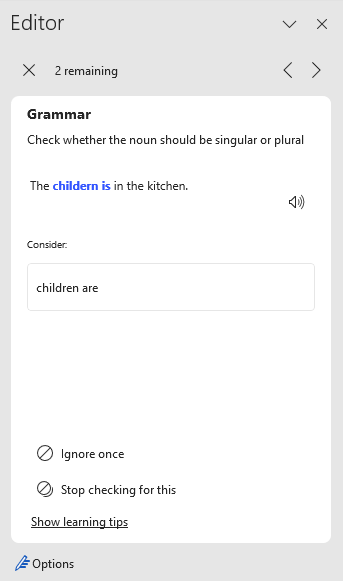 Editor
2 remaining
Grammar
Check whether the noun should be singular or plural
The childern is in the kitchen.
Consider:
children are
Ignore once
Stop checking for this
Show learning tips
Options